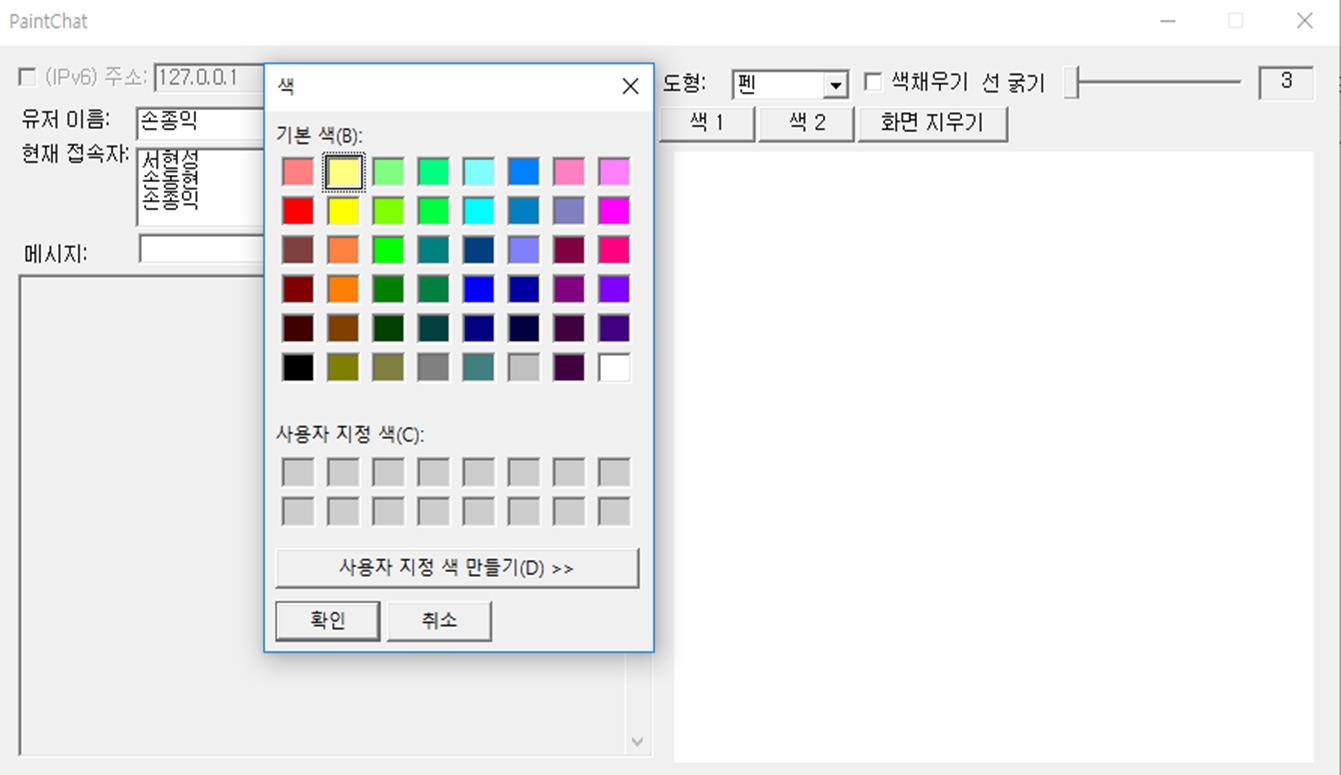 PaintChat
(IPv6) 주소: 127.0.0.1
유저 이름: 손종익
현재 접속자: 서현성
손동현
손종익
메시지:
색
기본 색(B):
사용자 지정 색(C):
사용자 지정 색 만들기(D) >>
확인 취소
도형: 펜 색채우기 선 굵기 3
색 1 색 2 화면 지우기